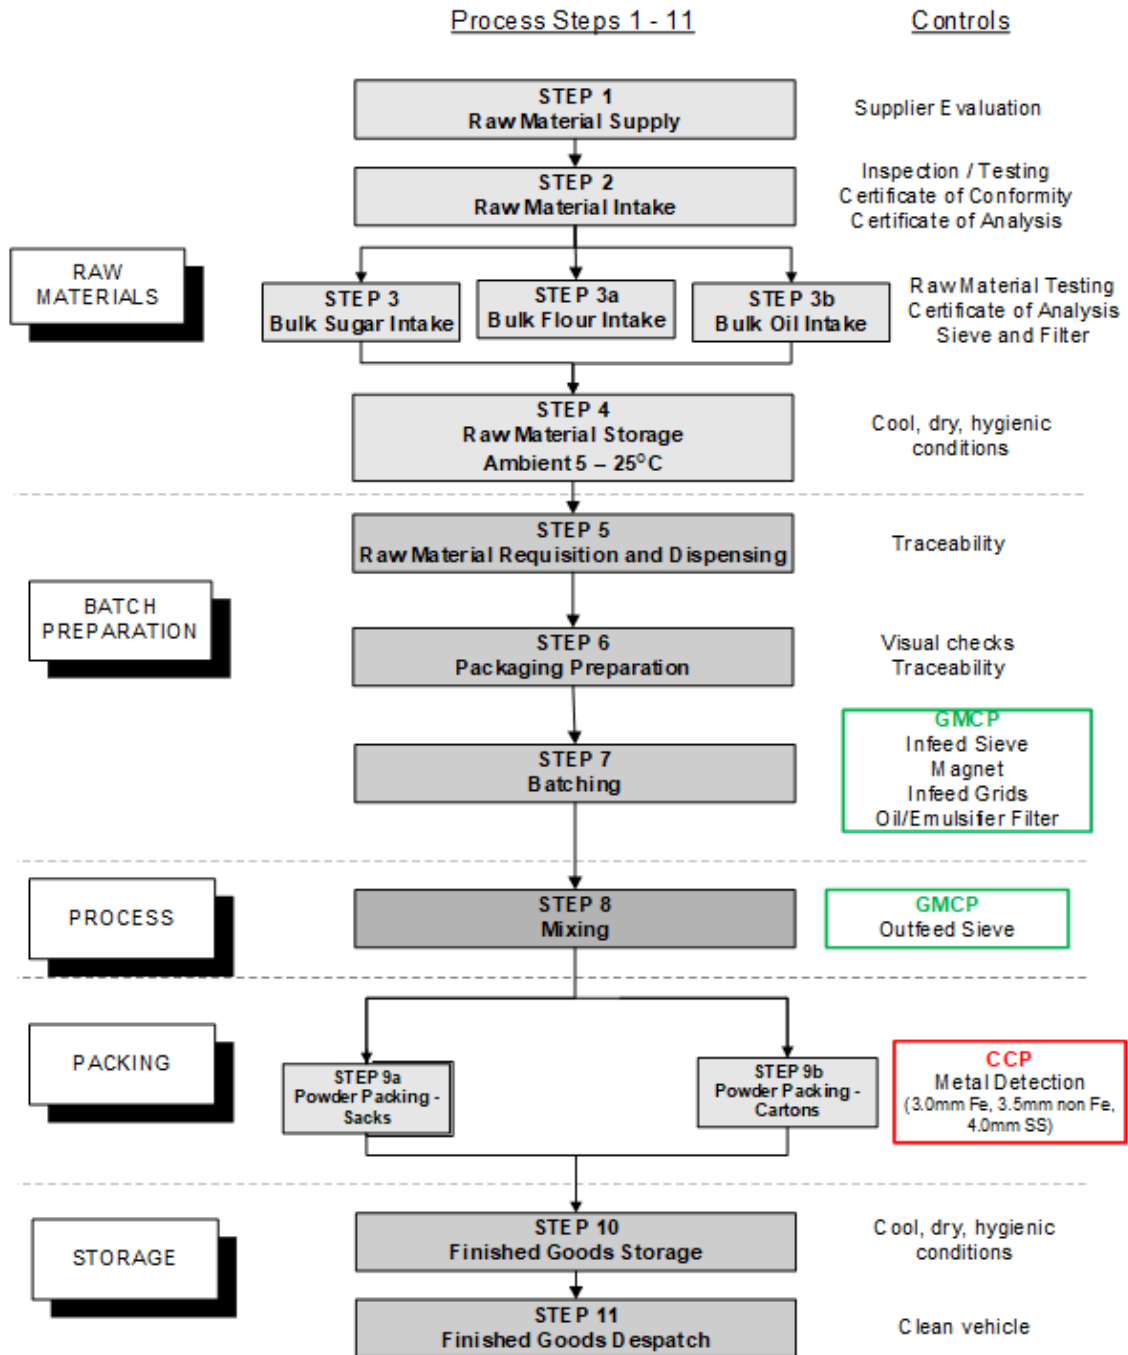 Process Steps 1 - 11
Controls
STEP 1
Raw Material Supply
Supplier Evaluation
STEP 2
Raw Material Intake
Inspection / Testing
Certificate of Conformity
Certificate of Analysis
RAW
MATERIALS
STEP 3
Bulk Sugar Intake
STEP 3a
Bulk Flour Intake
STEP 3b
Bulk Oil Intake
Raw Material Testing
Certificate of Analysis
Sieve and Filter
STEP 4
Raw Material Storage
Ambient 5 – 25⁰C
Cool, dry, hygienic
conditions
STEP 5
Raw Material Requisition and Dispensing
Traceability
BATCH
PREPARATION
STEP 6
Packaging Preparation
Visual checks
Traceability
STEP 7
Batching
GMCP
Infeed Sieve
Magnet
Infeed Grids
Oil/Emulsifier Filter
PROCESS
STEP 8
Mixing
GMCP
Outfeed Sieve
PACKING
STEP 9a
Powder Packing -
Sacks
STEP 9b
Powder Packing -
Cartons
CCP
Metal Detection
(3.0mm Fe, 3.5mm non Fe,
4.0mm SS)
STORAGE
STEP 10
Finished Goods Storage
Cool, dry, hygienic
conditions
STEP 11
Finished Goods Despatch
Clean vehicle